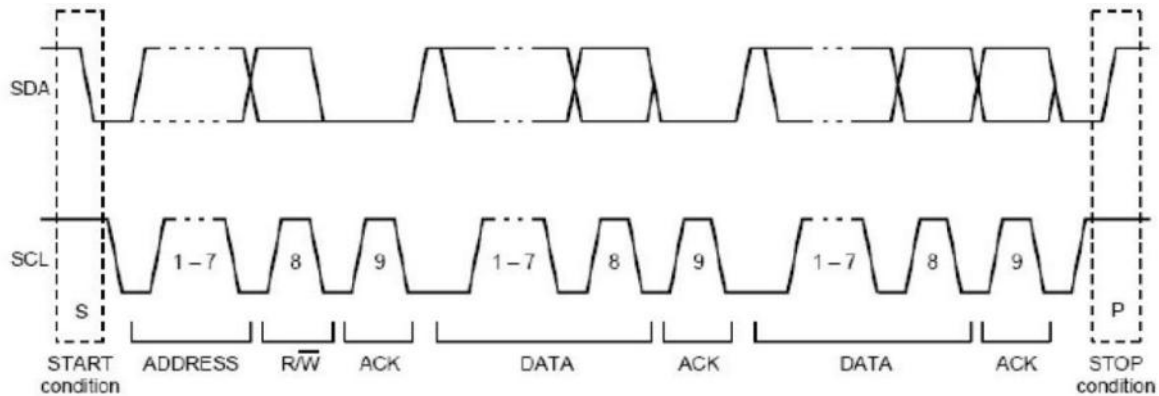 SDA
SCL
1–7
8
9
1–7
8
9
1–7
8
9
S
P
START
condition
ADDRESS
R/W̅
ACK
DATA
ACK
DATA
ACK
STOP
condition